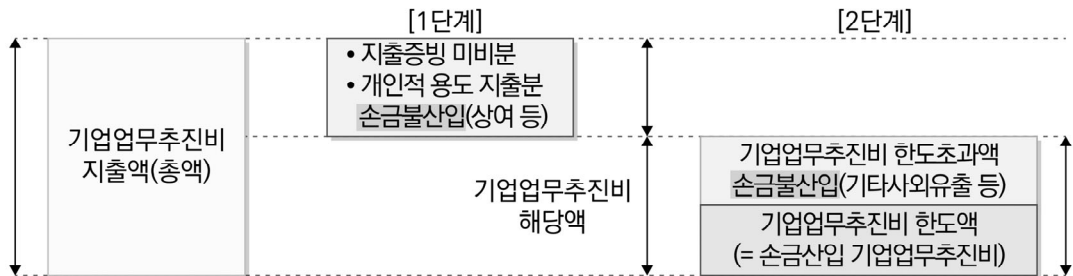 [1단계]
[2단계]
• 지출증빙 미비분
• 개인적 용도 지출분
손금불산입(상여 등)
기업업무추진비
지출액(총액)
기업업무추진비
해당액
기업업무추진비 한도초과액
손금불산입(기타사외유출 등)
기업업무추진비 한도액
(= 손금산입 기업업무추진비)